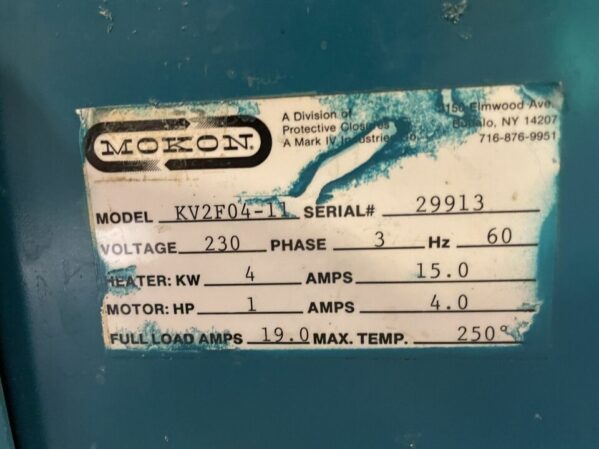 MOKON.
A Division of
Protective Closures
A Mark IV Industries Co.
Elmwood Ave.
Buffalo, NY 14207
716-876-9951
MODEL KV2F04-11 SERIAL# 29913
VOLTAGE 230 PHASE 3 Hz 60
HEATER: KW 4 AMPS 15.0
MOTOR: HP 1 AMPS 4.0
FULL LOAD AMPS 19.0 MAX. TEMP. 250°